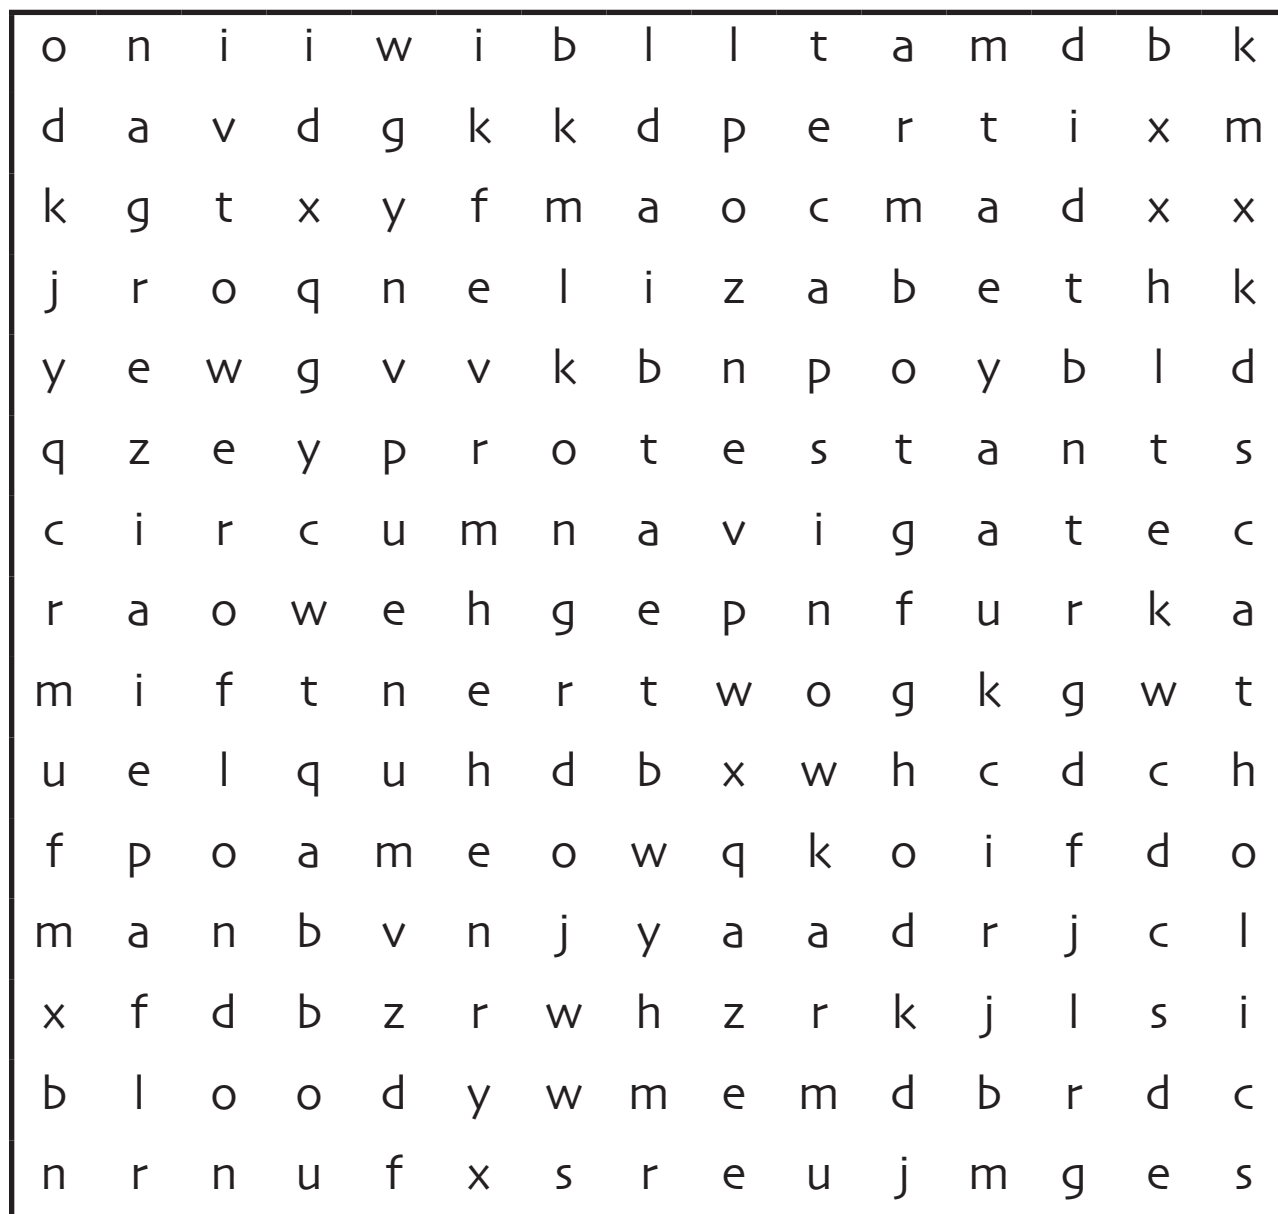 o n i i w i b l l t a m d b k
d a v d g k k d p e r t i x m
k g t x y f m a o c m a d x x
j r o q n e l i z a b e t h k
y e w g v v k b n p o y b l d
q z e y p r o t e s t a n t s
c i r c u m n a v i g a t e c
r a o w e h g e p n f u r k a
m i f t n e r t w o g k g w t
u e l q u h d b x w h c d c h
f p o a m e o w q k o i f d o
m a n b v n j y a a d r j c l
x f d b z r w h z r k j l s i
b l o o d y w m e m d b r d c
n r n u f x s r e u j m g e s